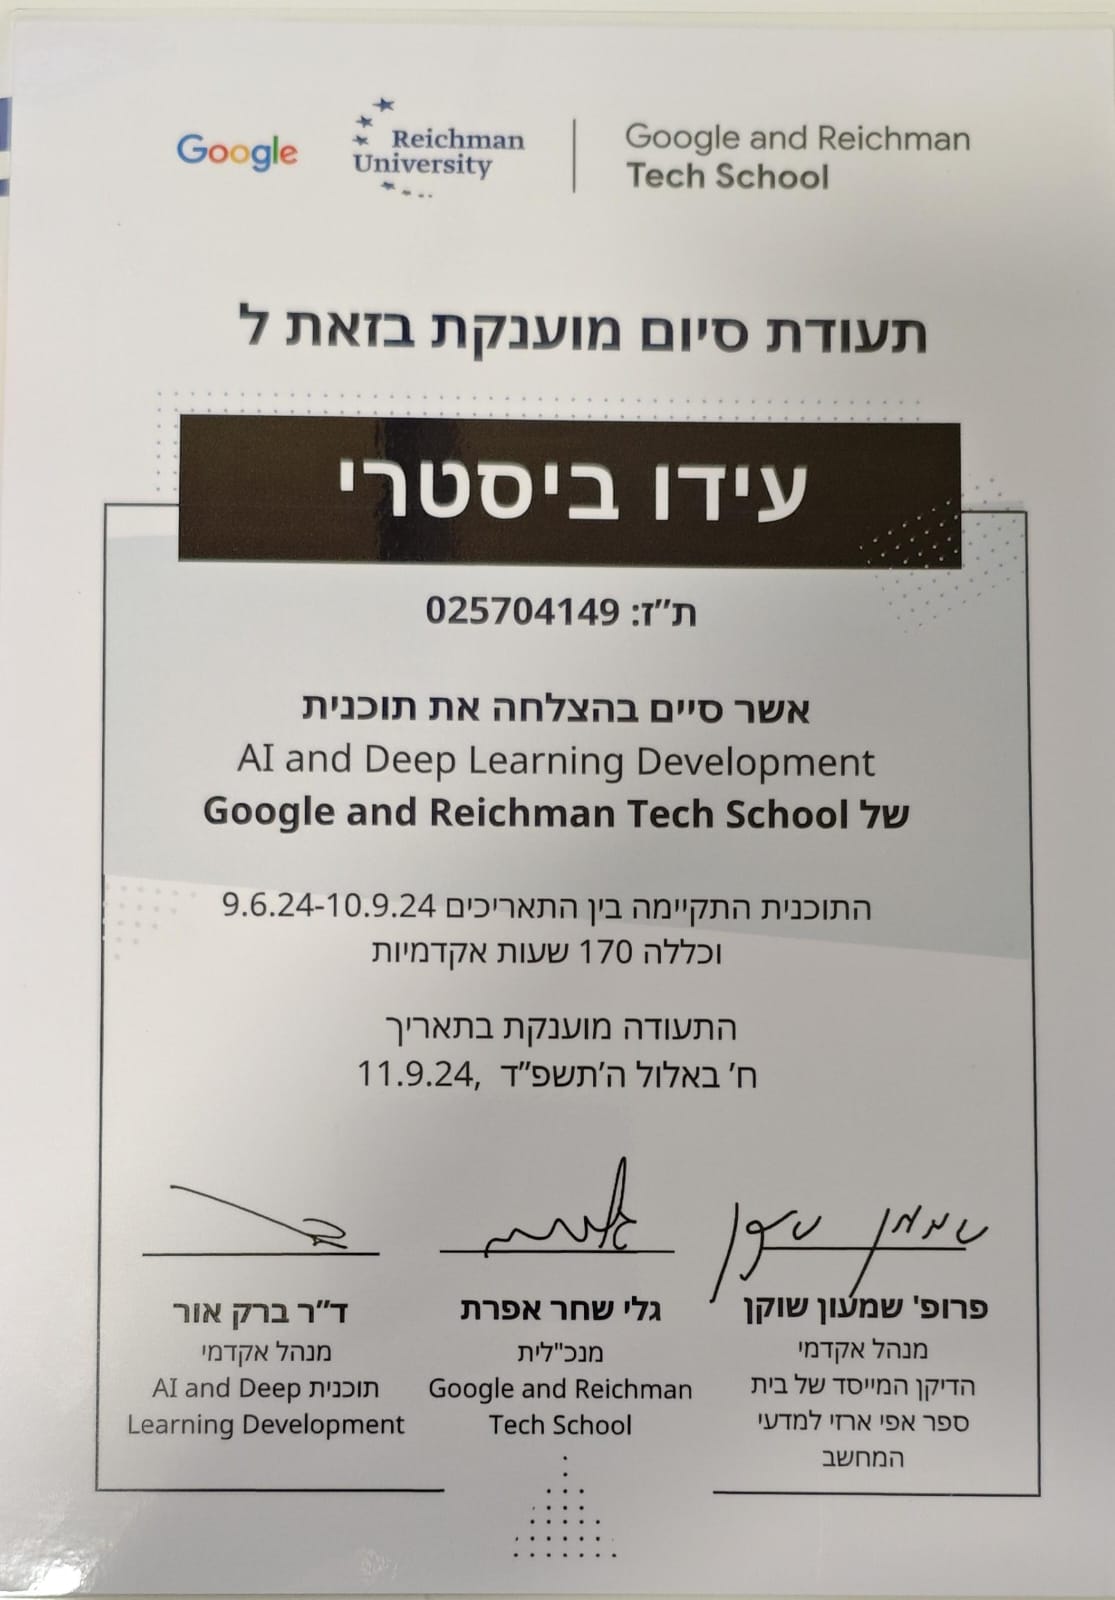 Google
Reichman
University
Google and Reichman
Tech School
תעודת סיום מוענקת בזאת ל
עידו ביסטרי
ת״ז: 025704149
אשר סיים בהצלחה את תוכנית
AI and Deep Learning Development
של Google and Reichman Tech School
התוכנית התקיימה בין התאריכים 9.6.24-10.9.24
וכללה 170 שעות אקדמיות
התעודה מוענקת בתאריך
ח׳ באלול ה׳תשפ״ד, 11.9.24
שמעון שוקן
פרופ' שמעון שוקן
מנהל אקדמי
הדיקן המייסד של בית
ספר אפי ארזי למדעי
המחשב
גלי שחר אפרת
מנכ"לית
Google and Reichman
Tech School
ד״ר ברק אור
מנהל אקדמי
תוכנית AI and Deep
Learning Development